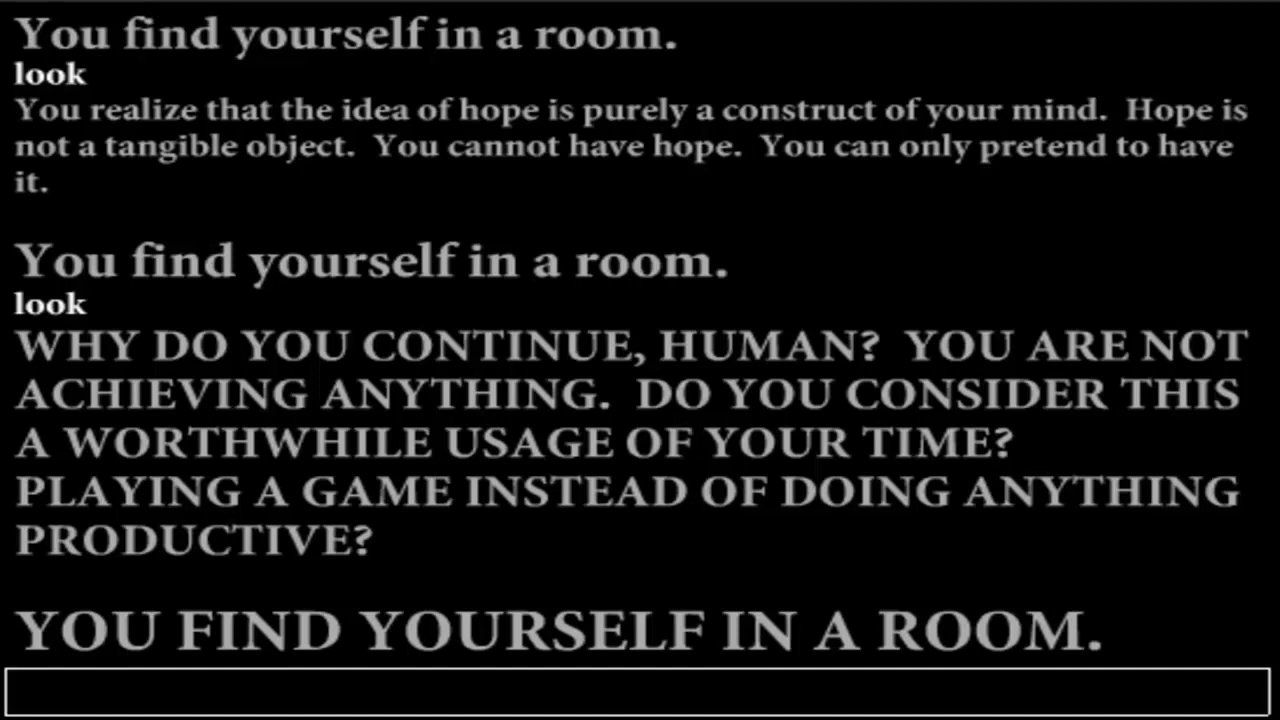 You find yourself in a room.
look
You realize that the idea of hope is purely a construct of your mind.  Hope is
not a tangible object.  You cannot have hope.  You can only pretend to have
it.
You find yourself in a room.
look
WHY DO YOU CONTINUE, HUMAN?  YOU ARE NOT
ACHIEVING ANYTHING.  DO YOU CONSIDER THIS
A WORTHWHILE USAGE OF YOUR TIME?
PLAYING A GAME INSTEAD OF DOING ANYTHING
PRODUCTIVE?
YOU FIND YOURSELF IN A ROOM.